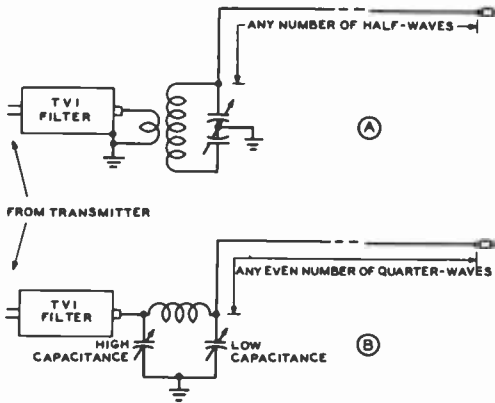 ANY NUMBER OF HALF-WAVES
TVI
FILTER
A
FROM TRANSMITTER
ANY EVEN NUMBER OF QUARTER-WAVES
TVI
FILTER
HIGH
CAPACITANCE
LOW
CAPACITANCE
B